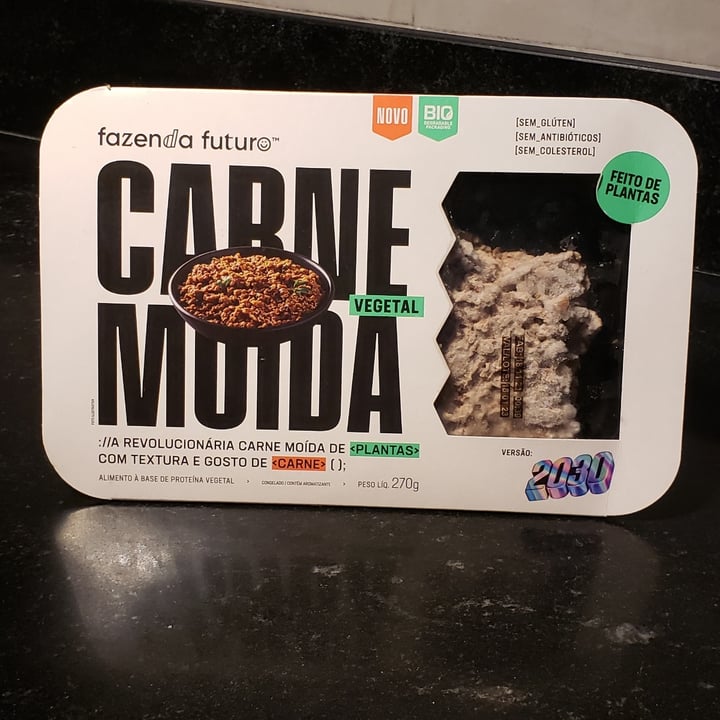 fazenda futuro™
NOVO
BIO
DEGRADABLE
PACKAGING
[SEM_GLÚTEN]
[SEM_ANTIBIÓTICOS]
[SEM_COLESTEROL]
FEITO DE
PLANTAS
CARNE
VEGETAL
MOÍDA
://A REVOLUCIONÁRIA CARNE MOÍDA DE <PLANTAS>
COM TEXTURA E GOSTO DE <CARNE> ( );
ALIMENTO À BASE DE PROTEÍNA VEGETAL > CONGELADO / CONTÉM AROMATIZANTE > PESO LÍQ. 270g
VERSÃO:
2030